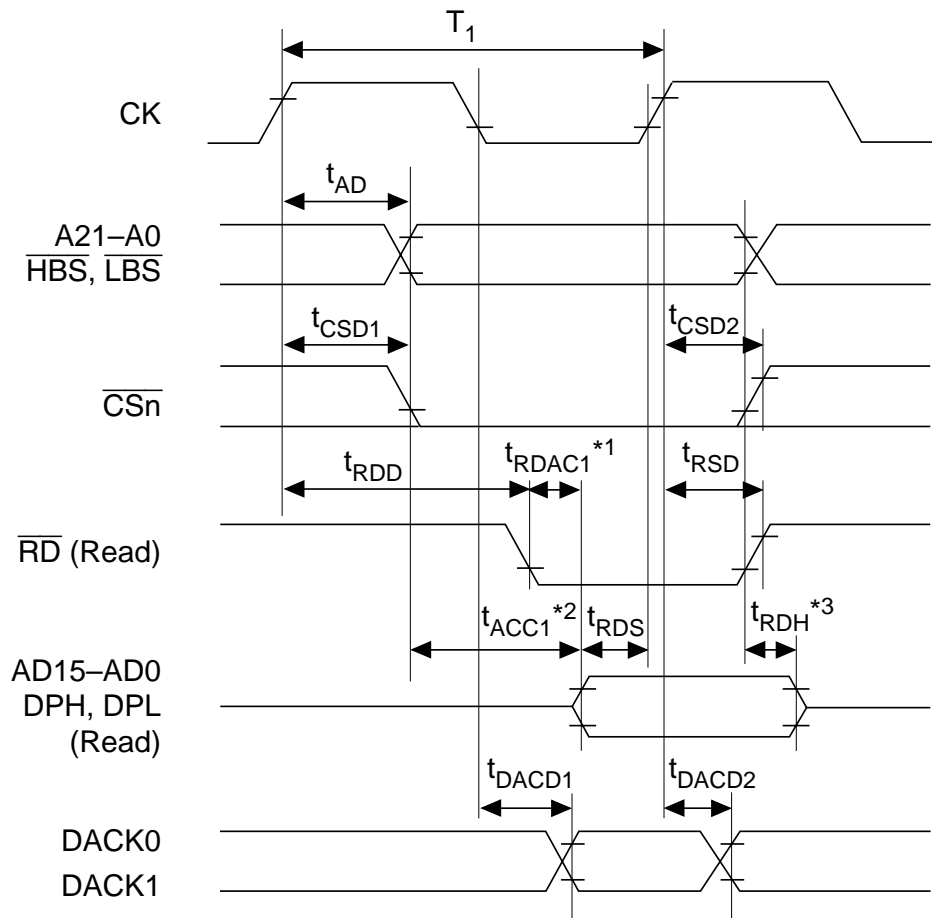 T1
CK
tAD
A21–A0
HBS, LBS
tCSD1 tCSD2
CSn
tRDD tRDAC1*1 tRSD
RD (Read)
tACC1*2 tRDS tRDH*3
AD15–AD0
DPH, DPL
(Read)
tDACD1 tDACD2
DACK0
DACK1